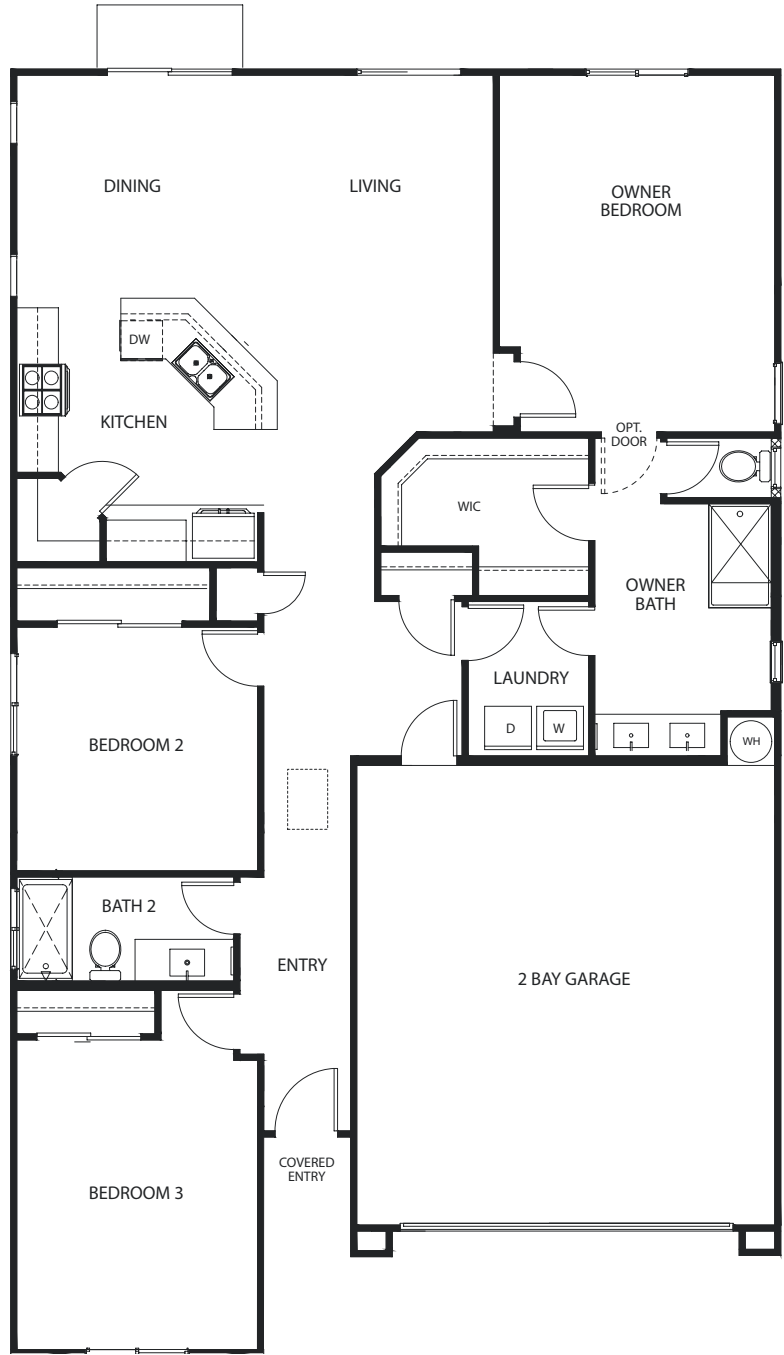 DINING
LIVING
OWNER
BEDROOM
DW
KITCHEN
OPT.
DOOR
WIC
OWNER
BATH
LAUNDRY
D
W
WH
BEDROOM 2
BATH 2
ENTRY
2 BAY GARAGE
COVERED
ENTRY
BEDROOM 3